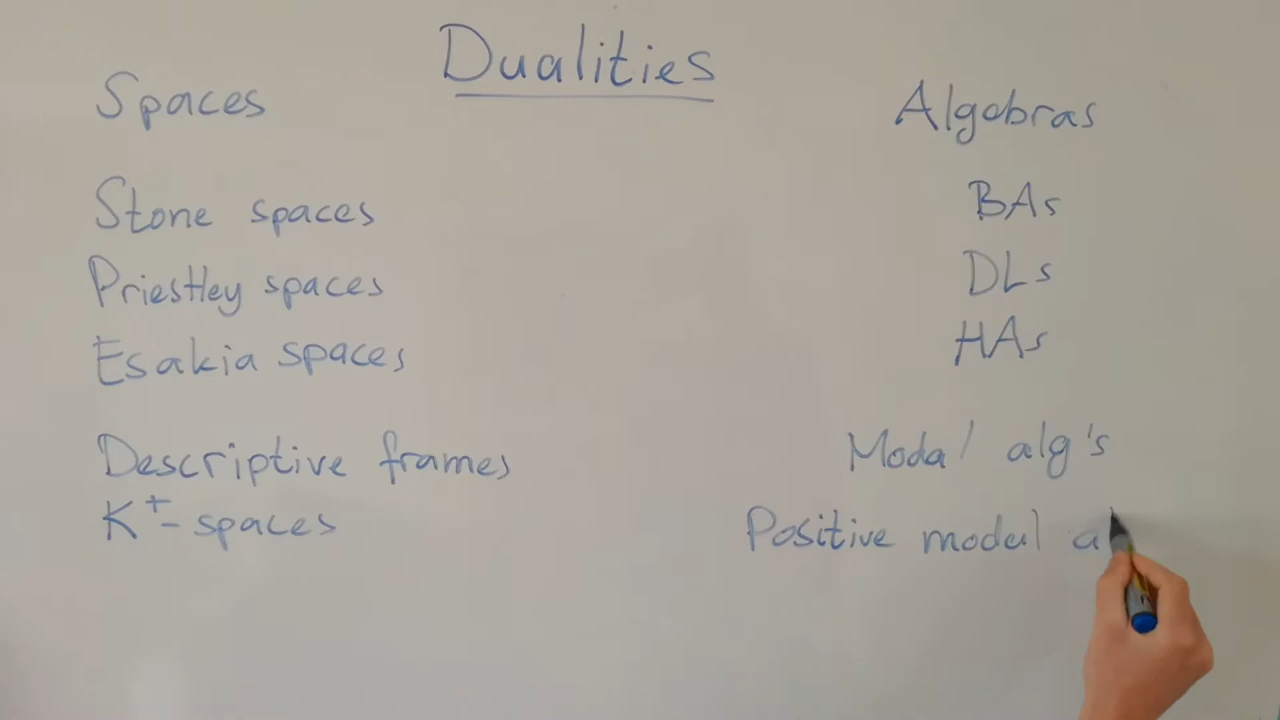 Dualities
Spaces
Algebras
Stone spaces
BAs
Priestley spaces
DLs
Esakia spaces
HAs
Descriptive frames
Modal alg's
K⁺- spaces
Positive modal al